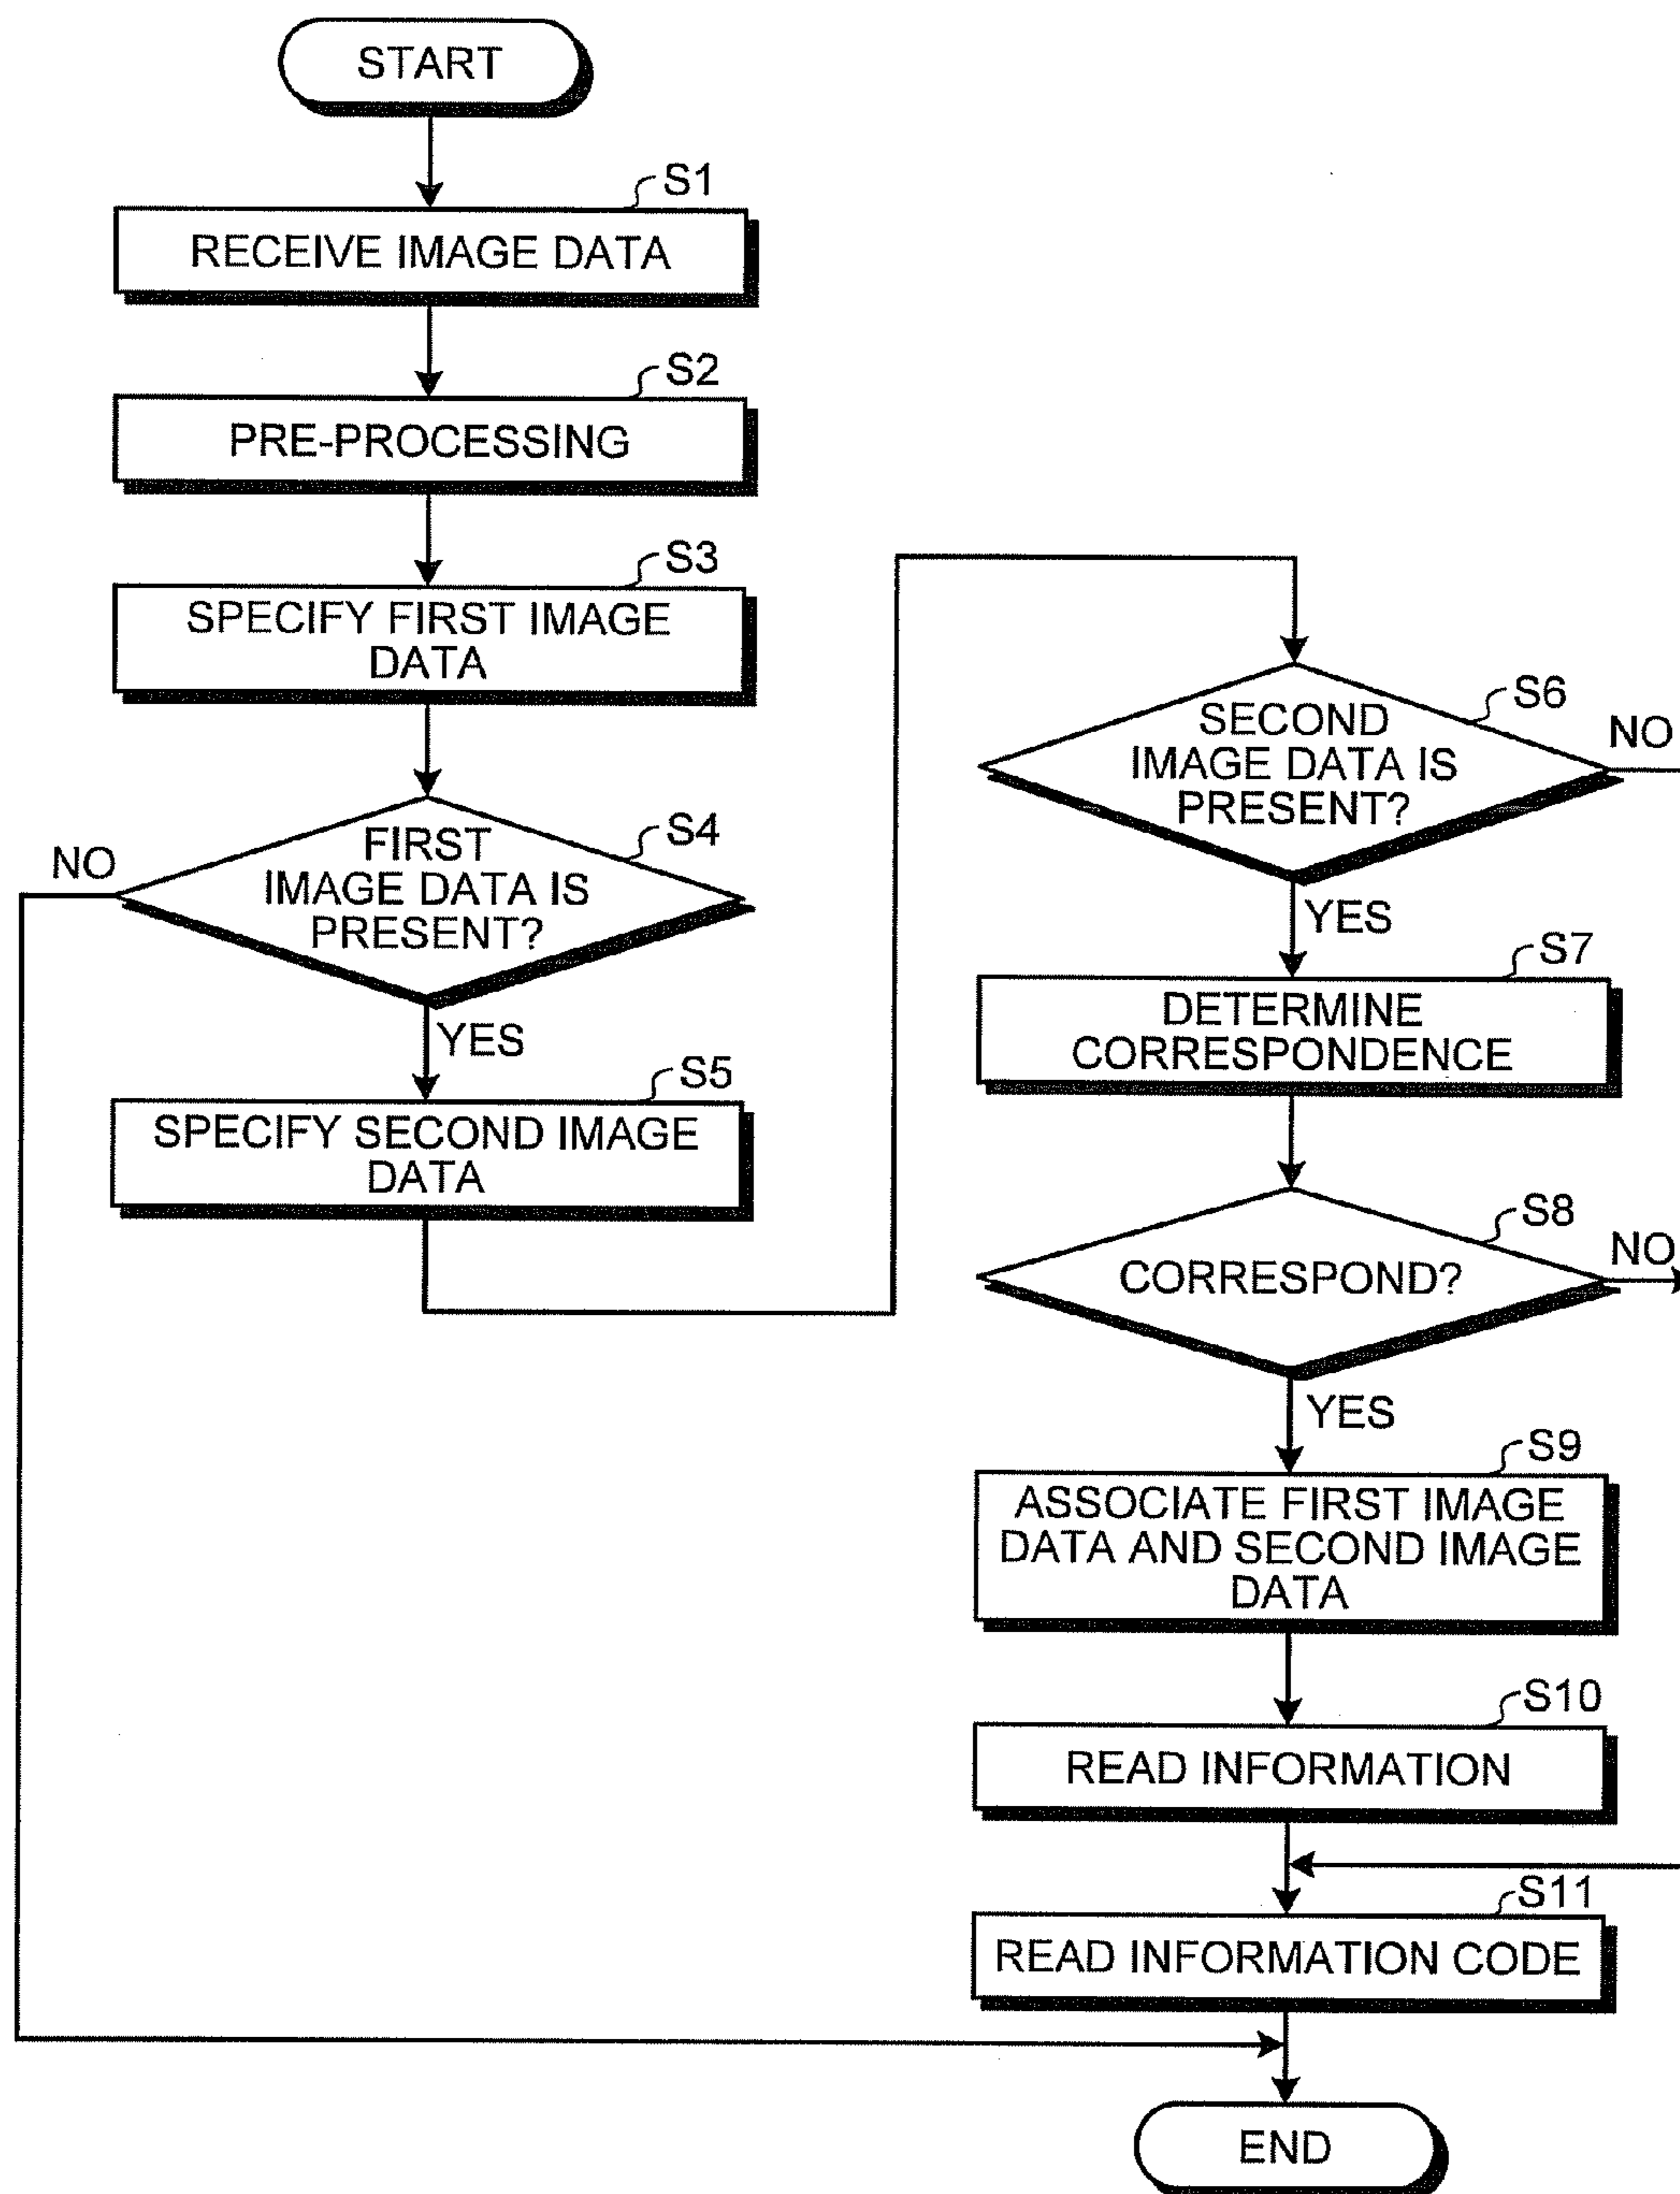 START
S1
RECEIVE IMAGE DATA
S2
PRE-PROCESSING
S3
SPECIFY FIRST IMAGE
DATA
S4
FIRST
IMAGE DATA IS
PRESENT?
NO
YES
S5
SPECIFY SECOND IMAGE
DATA
S6
SECOND
IMAGE DATA IS
PRESENT?
NO
YES
S7
DETERMINE
CORRESPONDENCE
S8
CORRESPOND?
NO
YES
S9
ASSOCIATE FIRST IMAGE
DATA AND SECOND IMAGE
DATA
S10
READ INFORMATION
S11
READ INFORMATION CODE
END